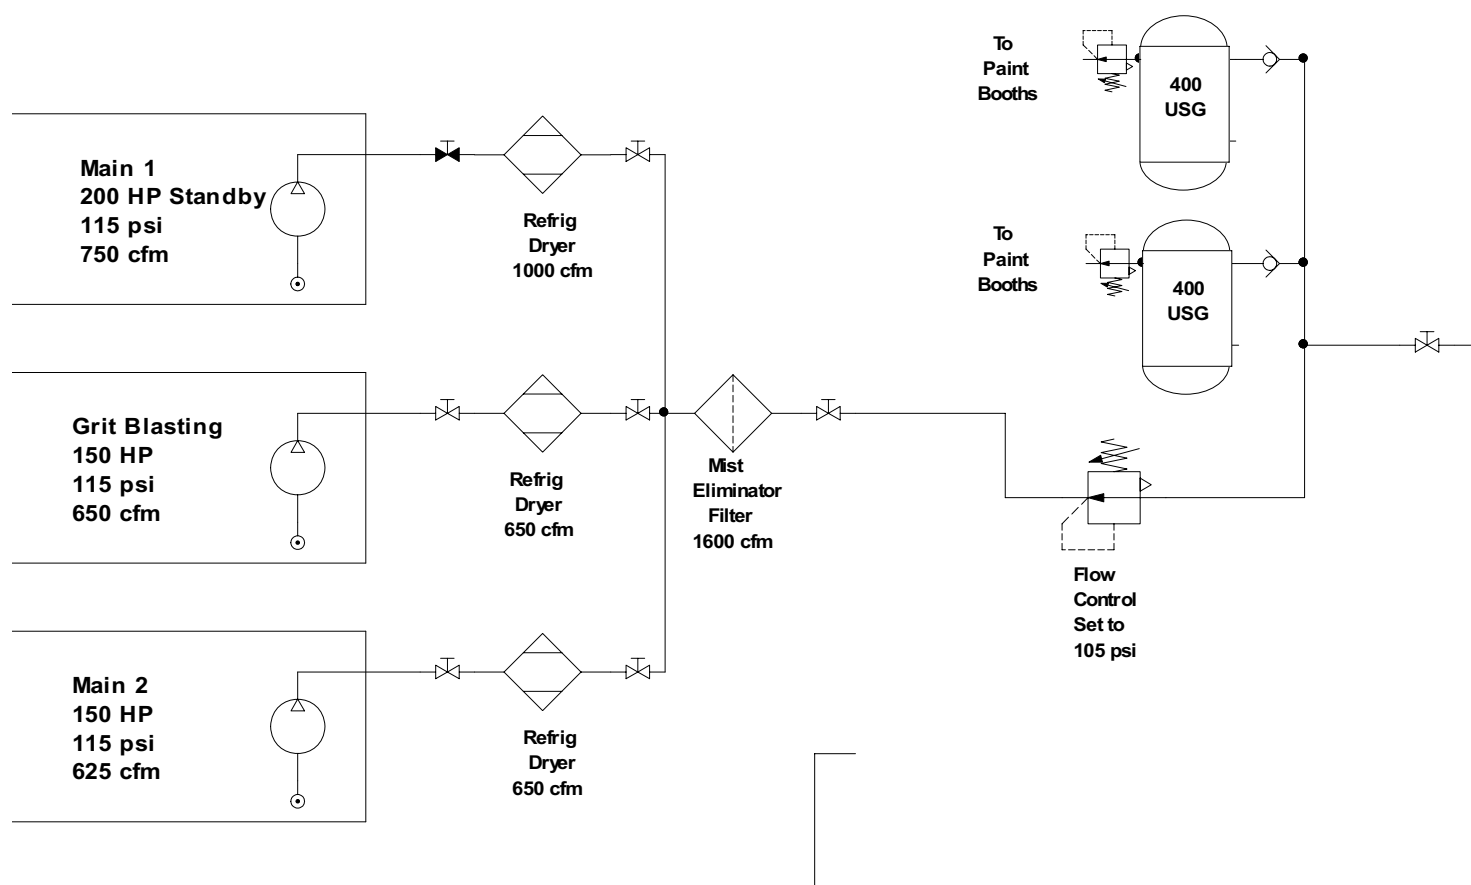 To
Paint
Booths
400
USG
Main 1
200 HP Standby
115 psi
750 cfm
Refrig
Dryer
1000 cfm
To
Paint
Booths
400
USG
Grit Blasting
150 HP
115 psi
650 cfm
Refrig
Dryer
650 cfm
Mist
Eliminator
Filter
1600 cfm
Flow
Control
Set to
105 psi
Main 2
150 HP
115 psi
625 cfm
Refrig
Dryer
650 cfm